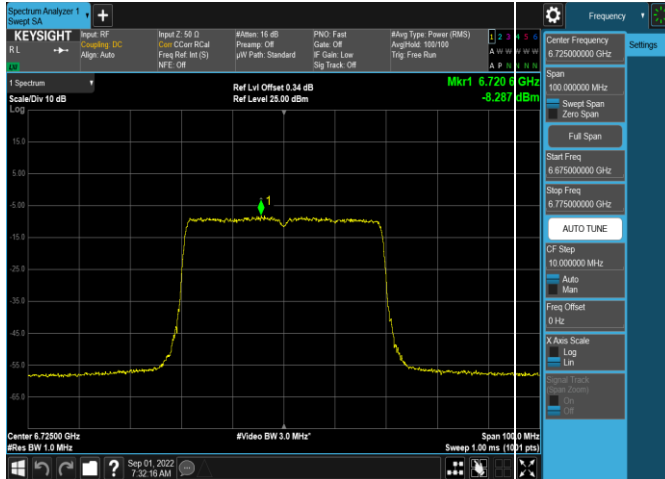 Spectrum Analyzer 1
Swept SA
+
Frequency
KEYSIGHT
R L
Input: RF
Coupling: DC
Align: Auto
Input Z: 50 Ω
Corr CCorr RCal
Freq Ref: Int (S)
NFE: Off
#Atten: 16 dB
Preamp: Off
µW Path: Standard
PNO: Fast
Gate: Off
IF Gain: Low
Sig Track: Off
#Avg Type: Power (RMS)
Avg|Hold: 100/100
Trig: Free Run
1 2 3 4 5 6
A W W W W W
A P N N N N
1 Spectrum
Scale/Div 10 dB
Log
Ref Lvl Offset 0.34 dB
Ref Level 25.00 dBm
Mkr1 6.720 6 GHz
-8.287 dBm
15.0
5.00
-5.00
-15.0
-25.0
-35.0
-45.0
-55.0
-65.0
1
Center 6.72500 GHz
#Res BW 1.0 MHz
#Video BW 3.0 MHz*
Span 100.0 MHz
Sweep 1.00 ms (1001 pts)
Sep 01, 2022
7:32:16 AM
?
Settings
Center Frequency
6.725000000 GHz
Span
100.000000 MHz
Swept Span
Zero Span
Full Span
Start Freq
6.675000000 GHz
Stop Freq
6.775000000 GHz
AUTO TUNE
CF Step
10.000000 MHz
Auto
Man
Freq Offset
0 Hz
X Axis Scale
Log
Lin
Signal Track
(Span Zoom)
On
Off